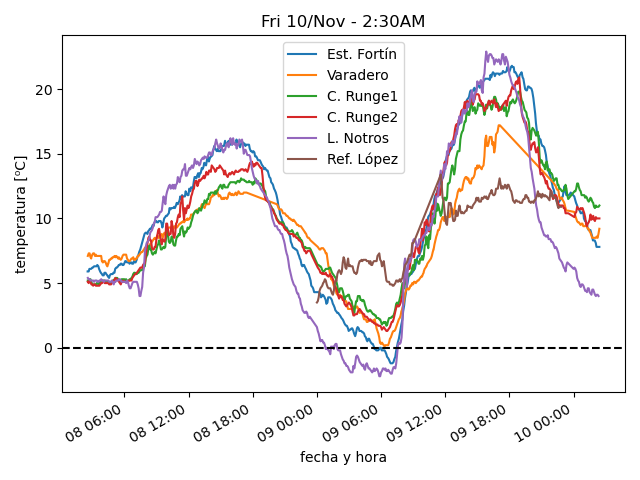 Fri 10/Nov - 2:30AM
Est. Fortín
Varadero
C. Runge1
C. Runge2
L. Notros
Ref. López
temperatura [ºC]
20
15
10
5
0
08 06:00
08 12:00
08 18:00
09 00:00
09 06:00
09 12:00
09 18:00
10 00:00
fecha y hora